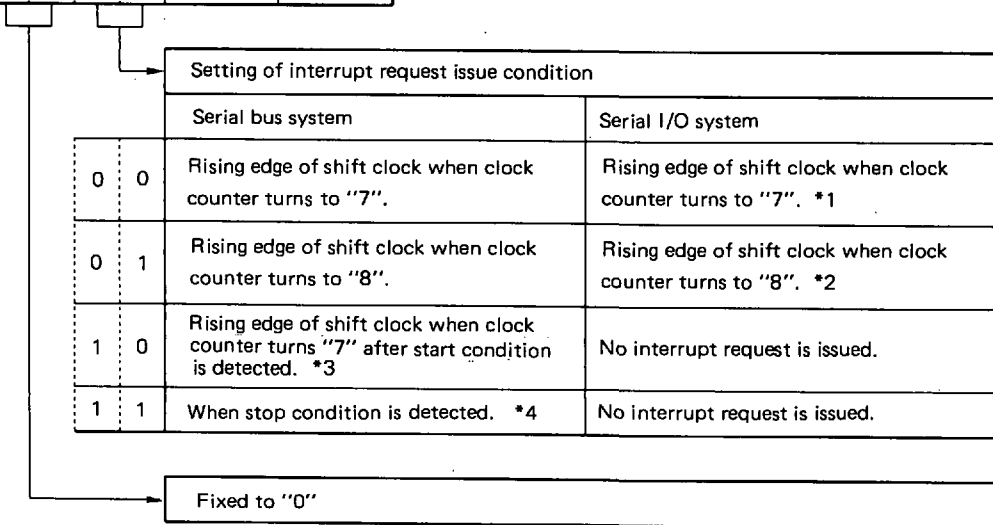 Setting of interrupt request issue condition
Serial bus system
Serial I/O system
0 0
Rising edge of shift clock when clock
counter turns to "7".
Rising edge of shift clock when clock
counter turns to "7". *1
0 1
Rising edge of shift clock when clock
counter turns to "8".
Rising edge of shift clock when clock
counter turns to "8". *2
1 0
Rising edge of shift clock when clock
counter turns "7" after start condition
is detected. *3
No interrupt request is issued.
1 1
When stop condition is detected. *4
No interrupt request is issued.
Fixed to "0"